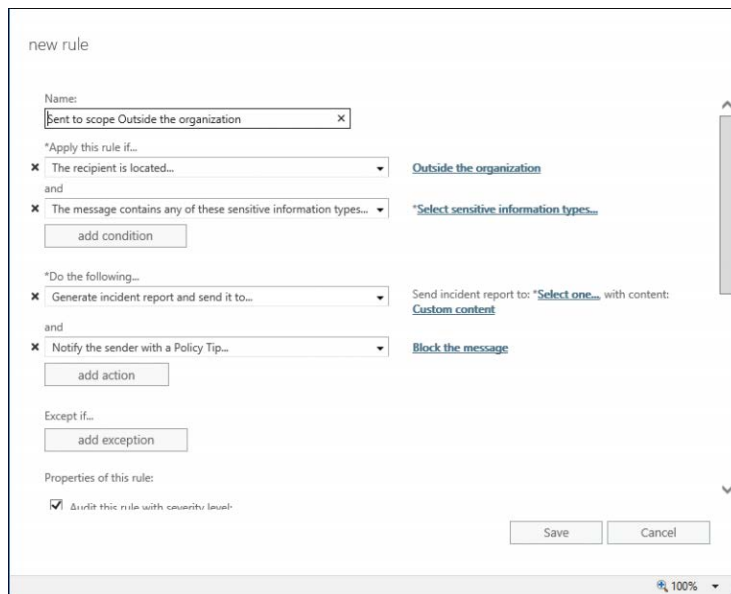 new rule
Name:
Sent to scope Outside the organization
*Apply this rule if...
The recipient is located... Outside the organization
and
The message contains any of these sensitive information types... *Select sensitive information types...
add condition
*Do the following...
Generate incident report and send it to... Send incident report to: *Select one... with content:
Custom content
and
Notify the sender with a Policy Tip... Block the message
add action
Except if...
add exception
Properties of this rule:
Audit this rule with severity level:
Save Cancel
100%